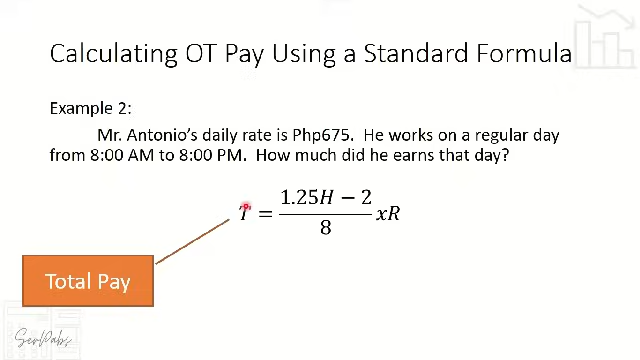 Calculating OT Pay Using a Standard Formula
Example 2:
Mr. Antonio's daily rate is Php675. He works on a regular day
from 8:00 AM to 8:00 PM. How much did he earns that day?
T = \frac{1.25H - 2}{8} xR
Total Pay
SerPabs